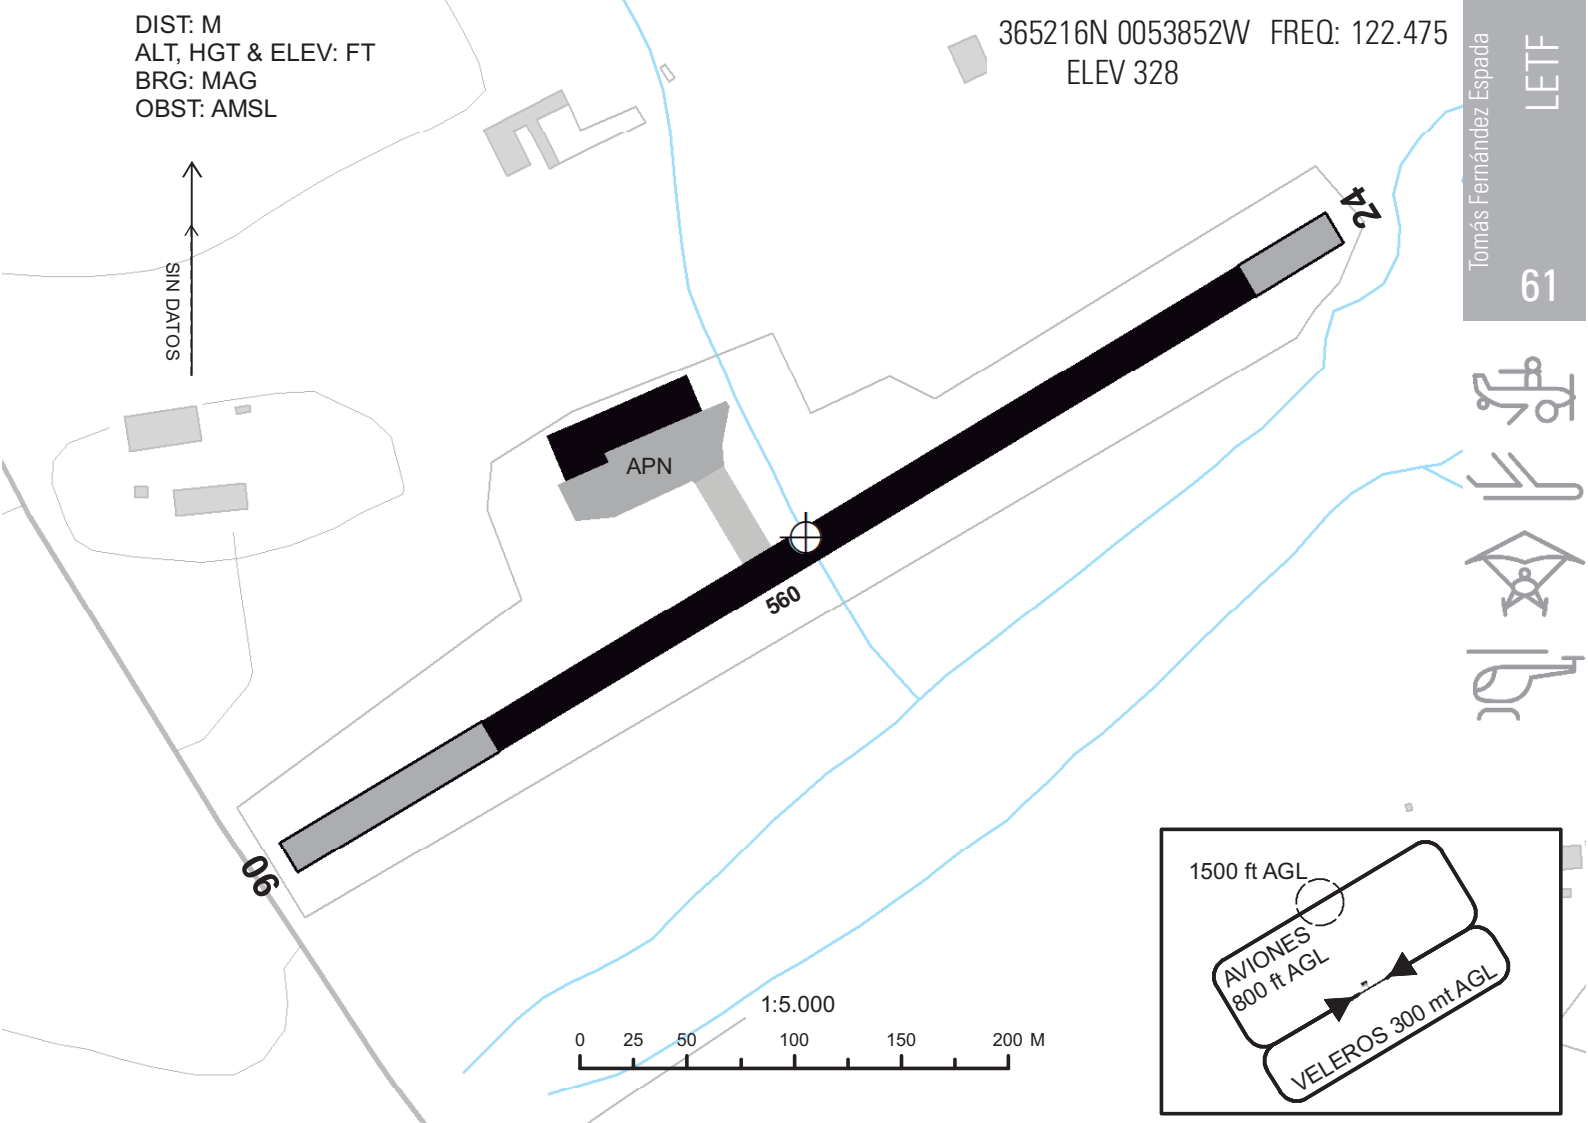 DIST: M
ALT, HGT & ELEV: FT
BRG: MAG
OBST: AMSL
365216N 0053852W FREQ: 122.475
ELEV 328
Tomás Fernández Espada
LETF
61
SIN DATOS
24
APN
560
06
1:5.000
0 25 50 100 150 200 M
1500 ft AGL
AVIONES
800 ft AGL
VELEROS 300 mt AGL